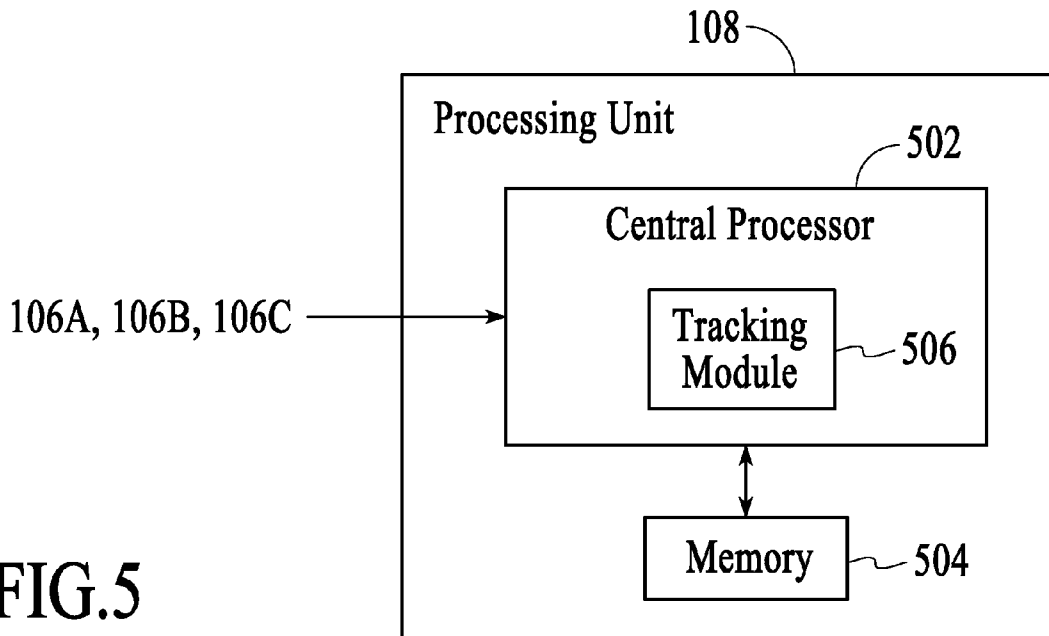 108
Processing Unit
502
Central Processor
106A, 106B, 106C
Tracking
Module
506
Memory
504
FIG.5